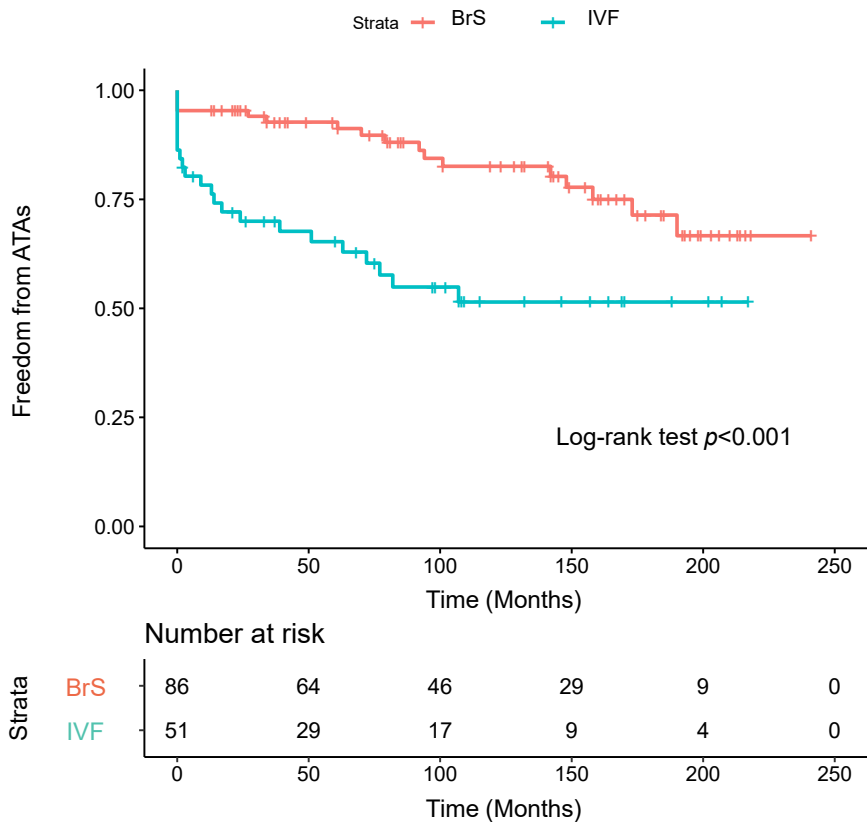 Strata BrS IVF
1.00
0.75
0.50
0.25
0.00
Freedom from ATAs
Log-rank test p<0.001
0 50 100 150 200 250
Time (Months)
Number at risk
Strata
BrS 86 64 46 29 9 0
IVF 51 29 17 9 4 0
0 50 100 150 200 250
Time (Months)